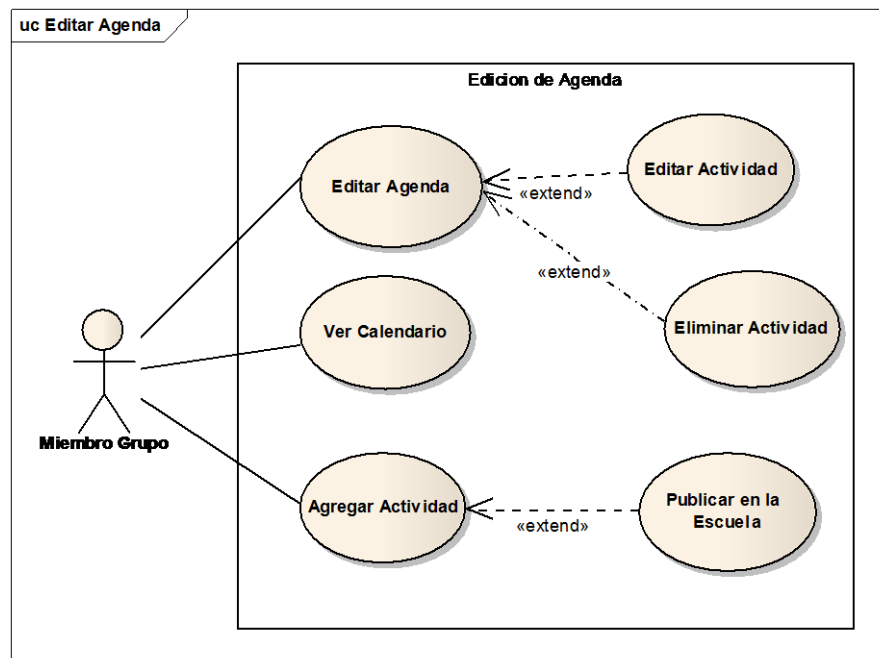 uc Editar Agenda
Edicion de Agenda
Editar Agenda
«extend»
Editar Actividad
«extend»
Eliminar Actividad
Ver Calendario
Miembro Grupo
Agregar Actividad
«extend»
Publicar en la
Escuela